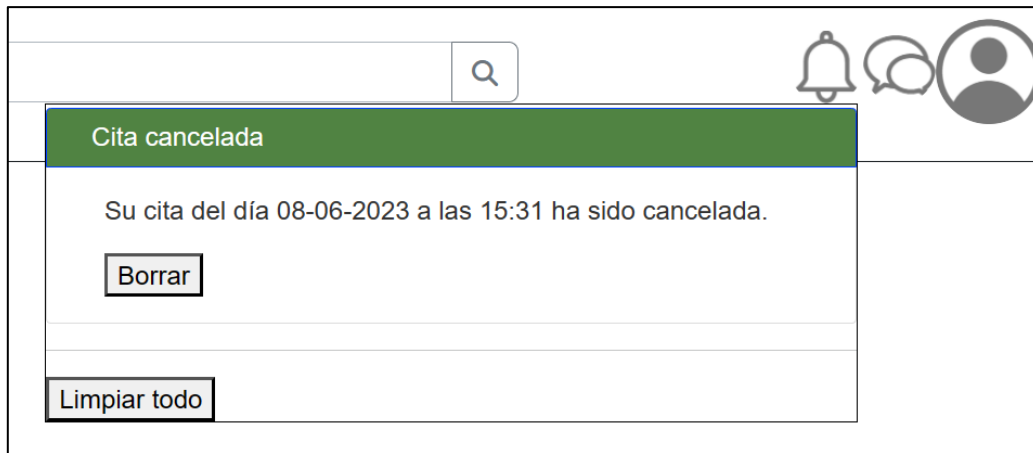 Cita cancelada
Su cita del día 08-06-2023 a las 15:31 ha sido cancelada.
Borrar
Limpiar todo